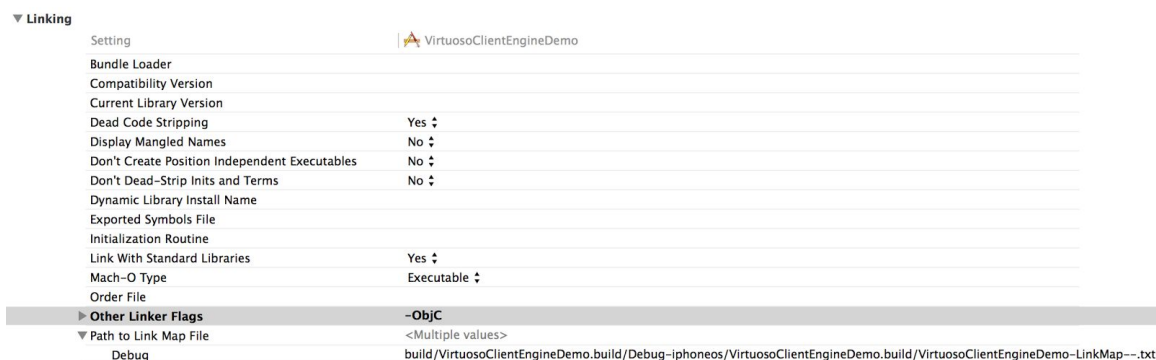 Linking
Setting VirtuosoClientEngineDemo
Bundle Loader
Compatibility Version
Current Library Version
Dead Code Stripping Yes
Display Mangled Names No
Don't Create Position Independent Executables No
Don't Dead-Strip Inits and Terms No
Dynamic Library Install Name
Exported Symbols File
Initialization Routine
Link With Standard Libraries Yes
Mach-O Type Executable
Order File
Other Linker Flags -ObjC
Path to Link Map File <Multiple values>
Debug build/VirtuosoClientEngineDemo.build/Debug-iphoneos/VirtuosoClientEngineDemo.build/VirtuosoClientEngineDemo-LinkMap--.txt